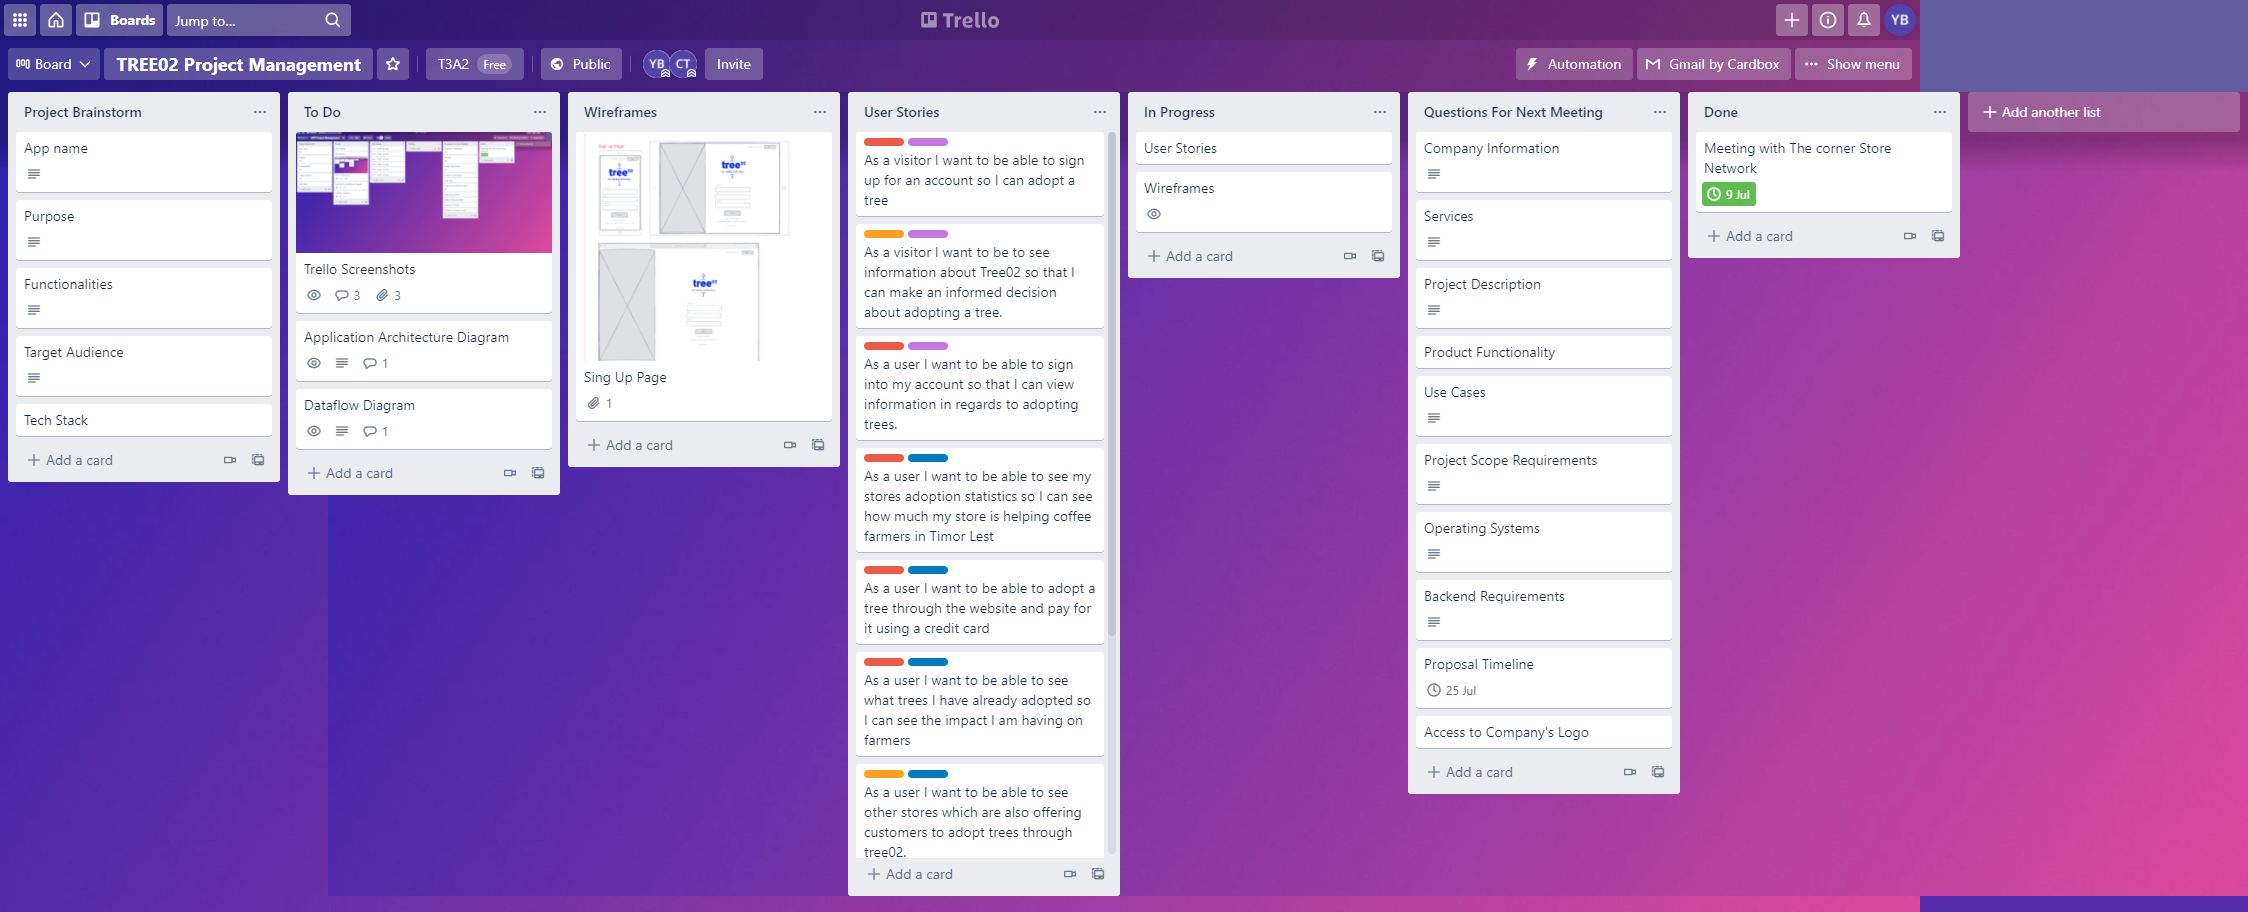 Boards
Jump to...
Trello
YB
Board
TREE02 Project Management
T3A2 Free
Public
YB CT
Invite
Automation
Gmail by Cardbox
Show menu
Project Brainstorm
App name
Purpose
Functionalities
Target Audience
Tech Stack
Add a card
To Do
Trello Screenshots
3 3
Application Architecture Diagram
1
Dataflow Diagram
1
Add a card
Wireframes
Sign up Page
tree
tree
tree
Sing Up Page
1
Add a card
User Stories
As a visitor I want to be able to sign
up for an account so I can adopt a
tree
As a visitor I want to be to see
information about Tree02 so that I
can make an informed decision
about adopting a tree.
As a user I want to be able to sign
into my account so that I can view
information in regards to adopting
trees.
As a user I want to be able to see my
stores adoption statistics so I can see
how much my store is helping coffee
farmers in Timor Lest
As a user I want to be able to adopt a
tree through the website and pay for
it using a credit card
As a user I want to be able to see
what trees I have already adopted so
I can see the impact I am having on
farmers
As a user I want to be able to see
other stores which are also offering
customers to adopt trees through
tree02.
Add a card
In Progress
User Stories
Wireframes
Add a card
Questions For Next Meeting
Company Information
Services
Project Description
Product Functionality
Use Cases
Project Scope Requirements
Operating Systems
Backend Requirements
Proposal Timeline
25 Jul
Access to Company's Logo
Add a card
Done
Meeting with The corner Store
Network
9 Jul
Add a card
Add another list